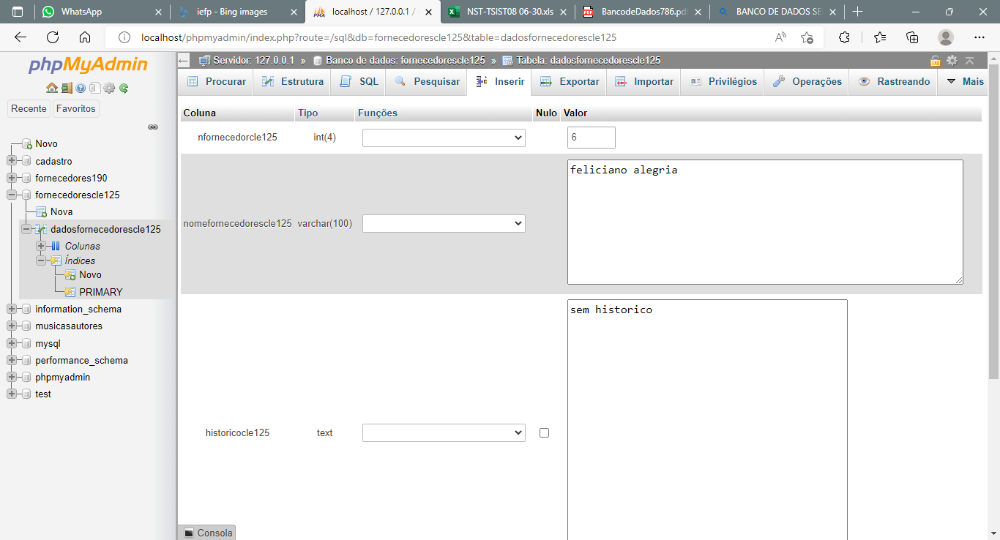 WhatsApp
iefp - Bing images
localhost / 127.0.0.1 /
NST-TSIST08 06-30.xls
BancodeDados786.pdf
BANCO DE DADOS SE
localhost/phpmyadmin/index.php?route=/sql&db=fornecedorescle125&table=dadosfornecedorescle125
phpMyAdmin
Recente Favoritos
Novo
cadastro
fornecedores190
fornecedorescle125
Nova
dadosfornecedorescle125
Colunas
Índices
Novo
PRIMARY
information_schema
musicasautores
mysql
performance_schema
phpmyadmin
test
Servidor: 127.0.0.1 » Banco de dados: fornecedorescle125 » Tabela: dadosfornecedorescle125
Procurar Estrutura SQL Pesquisar Inserir Exportar Importar Privilégios Operações Rastreando Mais
Coluna Tipo Funções Nulo Valor
nfornecedorcle125 int(4) 6
nomefornecedorescle125 varchar(100) feliciano alegria
historicocle125 text sem historico
Consola